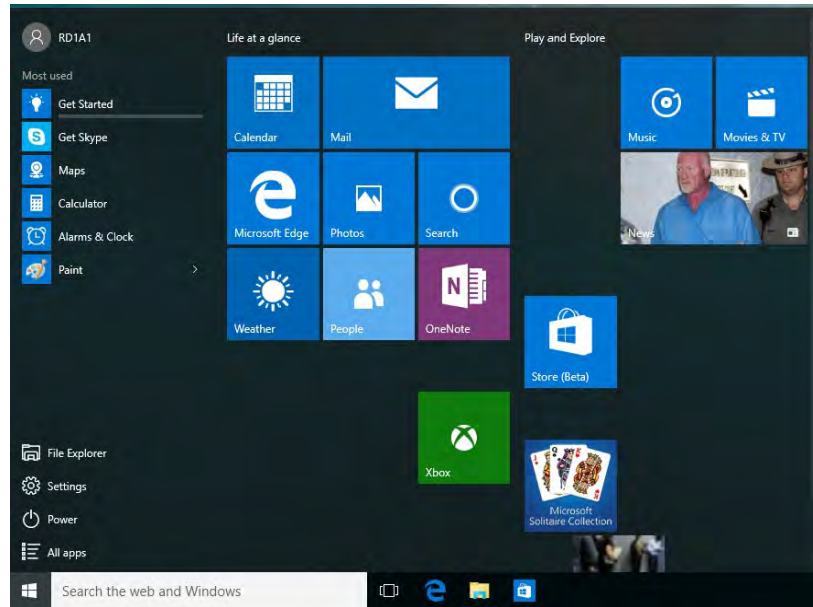 RD1A1
Most used
Get Started
Get Skype
Maps
Calculator
Alarms & Clock
Paint
File Explorer
Settings
Power
All apps
Life at a glance
Calendar
Mail
Microsoft Edge
Photos
Search
Weather
People
OneNote
Xbox
Play and Explore
Music
Movies & TV
News
Store (Beta)
Microsoft
Solitaire Collection
Search the web and Windows